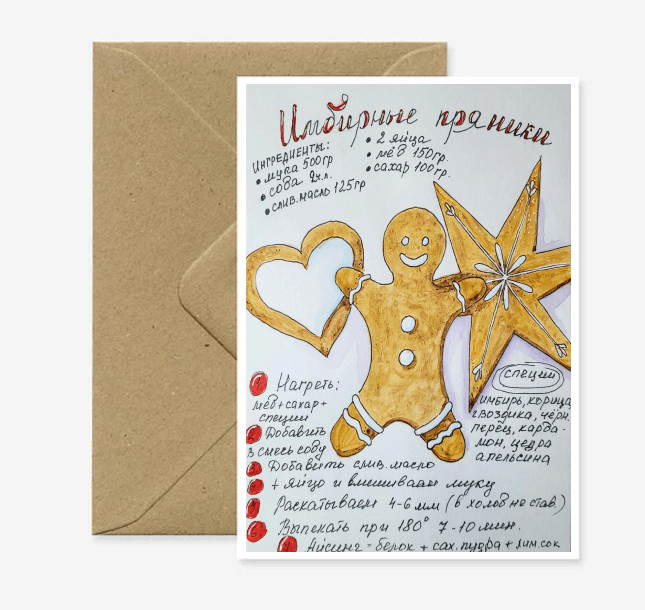 Имбирные пряники
ИНГРЕДИЕНТЫ:
• мука 500гр
• сода 2ч.л.
• слив.масло 125гр
• 2 яйца
• мёд 150гр.
• сахар 100гр.
1. Нагреть:
мёд+сахар+
специи
2. Добавить
в смесь соду
3. Добавить слив.масло
4. + яйцо и вмешиваем муку
5. Раскатываем 4-6 мм (в холод не став.)
6. Выпекать при 180° 7-10 мин.
7. Айсинг = белок + сах.пудра + лим.сок
специи
имбирь, корица,
гвоздика, чёрн.
перец, карда-
мон, цедра
апельсина